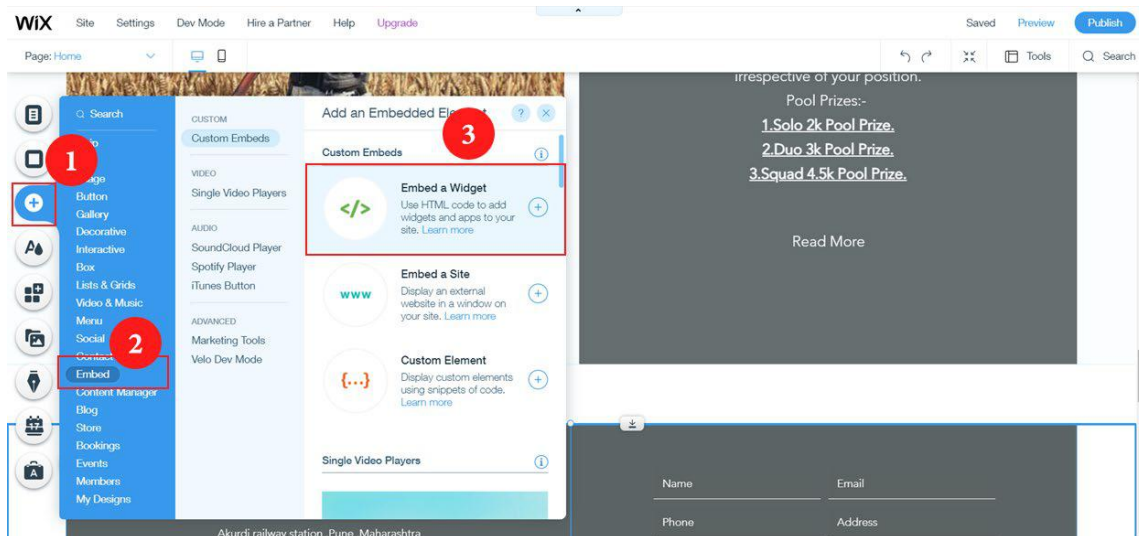 WIX Site Settings Dev Mode Hire a Partner Help Upgrade Saved Preview Publish
Page: Home Tools Search
irrespective of your position.
Pool Prizes:-
1.Solo 2k Pool Prize.
2.Duo 3k Pool Prize.
3.Squad 4.5k Pool Prize.
Read More
Search
1
Button
Gallery
Decorative
Interactive
Box
Lists & Grids
Video & Music
Menu
Social
2
Contact
Embed
Content Manager
Blog
Store
Bookings
Events
Members
My Designs
17
A
CUSTOM
Custom Embeds
VIDEO
Single Video Players
AUDIO
SoundCloud Player
Spotify Player
iTunes Button
ADVANCED
Marketing Tools
Velo Dev Mode
Add an Embedded
3
Custom Embeds
</>
Embed a Widget
Use HTML code to add
widgets and apps to your
site. Learn more
www
Embed a Site
Display an external
website in a window on
your site. Learn more
{...}
Custom Element
Display custom elements
using snippets of code.
Learn more
Single Video Players
Name Email
Phone Address
Akurdi railway station, Pune, Maharashtra